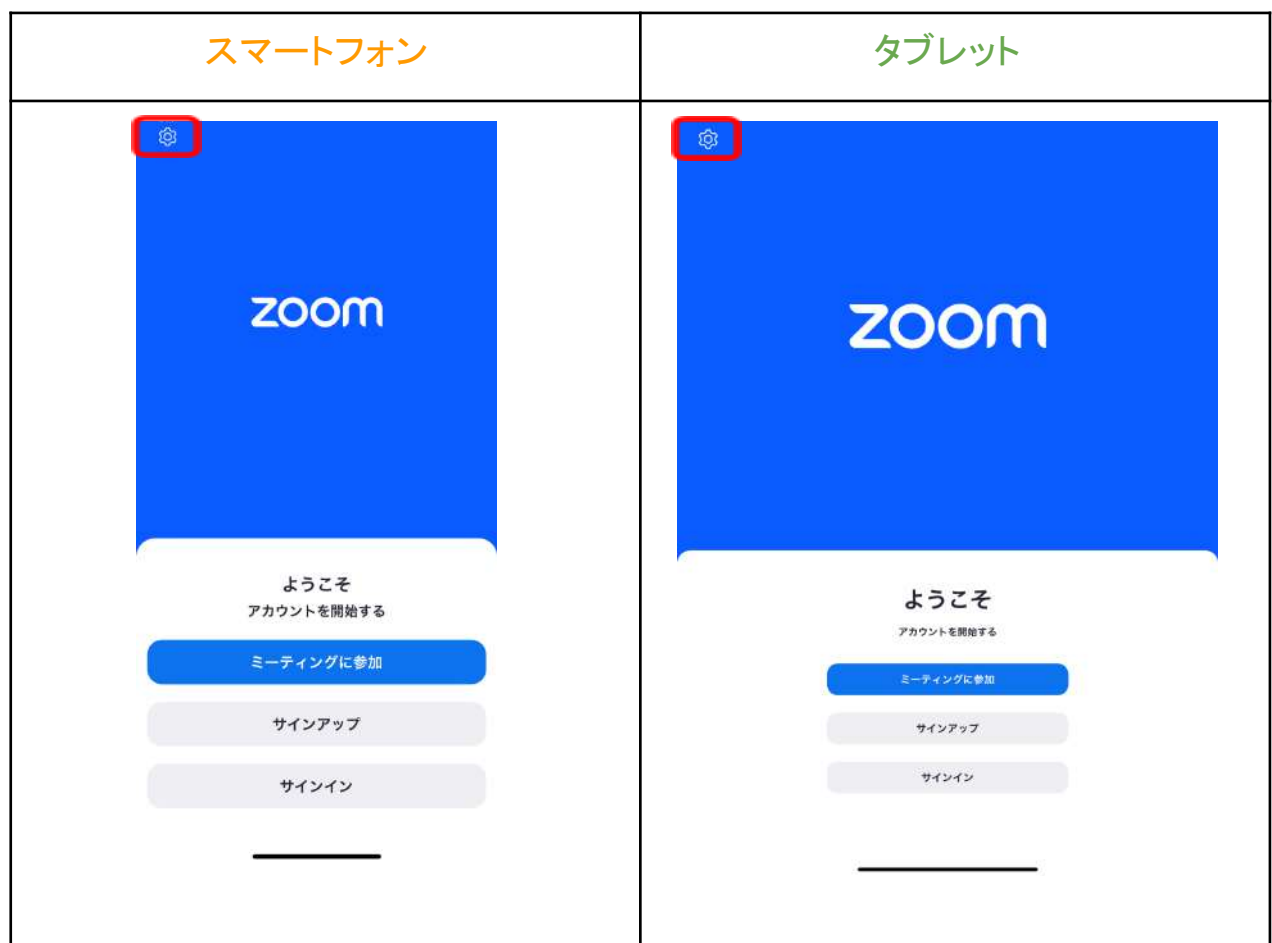 スマートフォン
タブレット
zoom
ようこそ
アカウントを開始する
ミーティングに参加
サインアップ
サインイン
zoom
ようこそ
アカウントを開始する
ミーティングに参加
サインアップ
サインイン